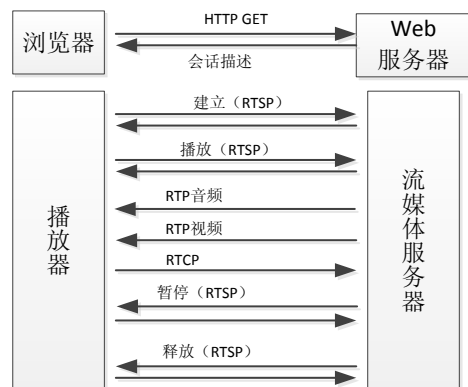 浏览器
HTTP GET
会话描述
Web
服务器
建立（RTSP）
播放（RTSP）
RTP音频
RTP视频
RTCP
暂停（RTSP）
释放（RTSP）
播放器
流媒体服务器